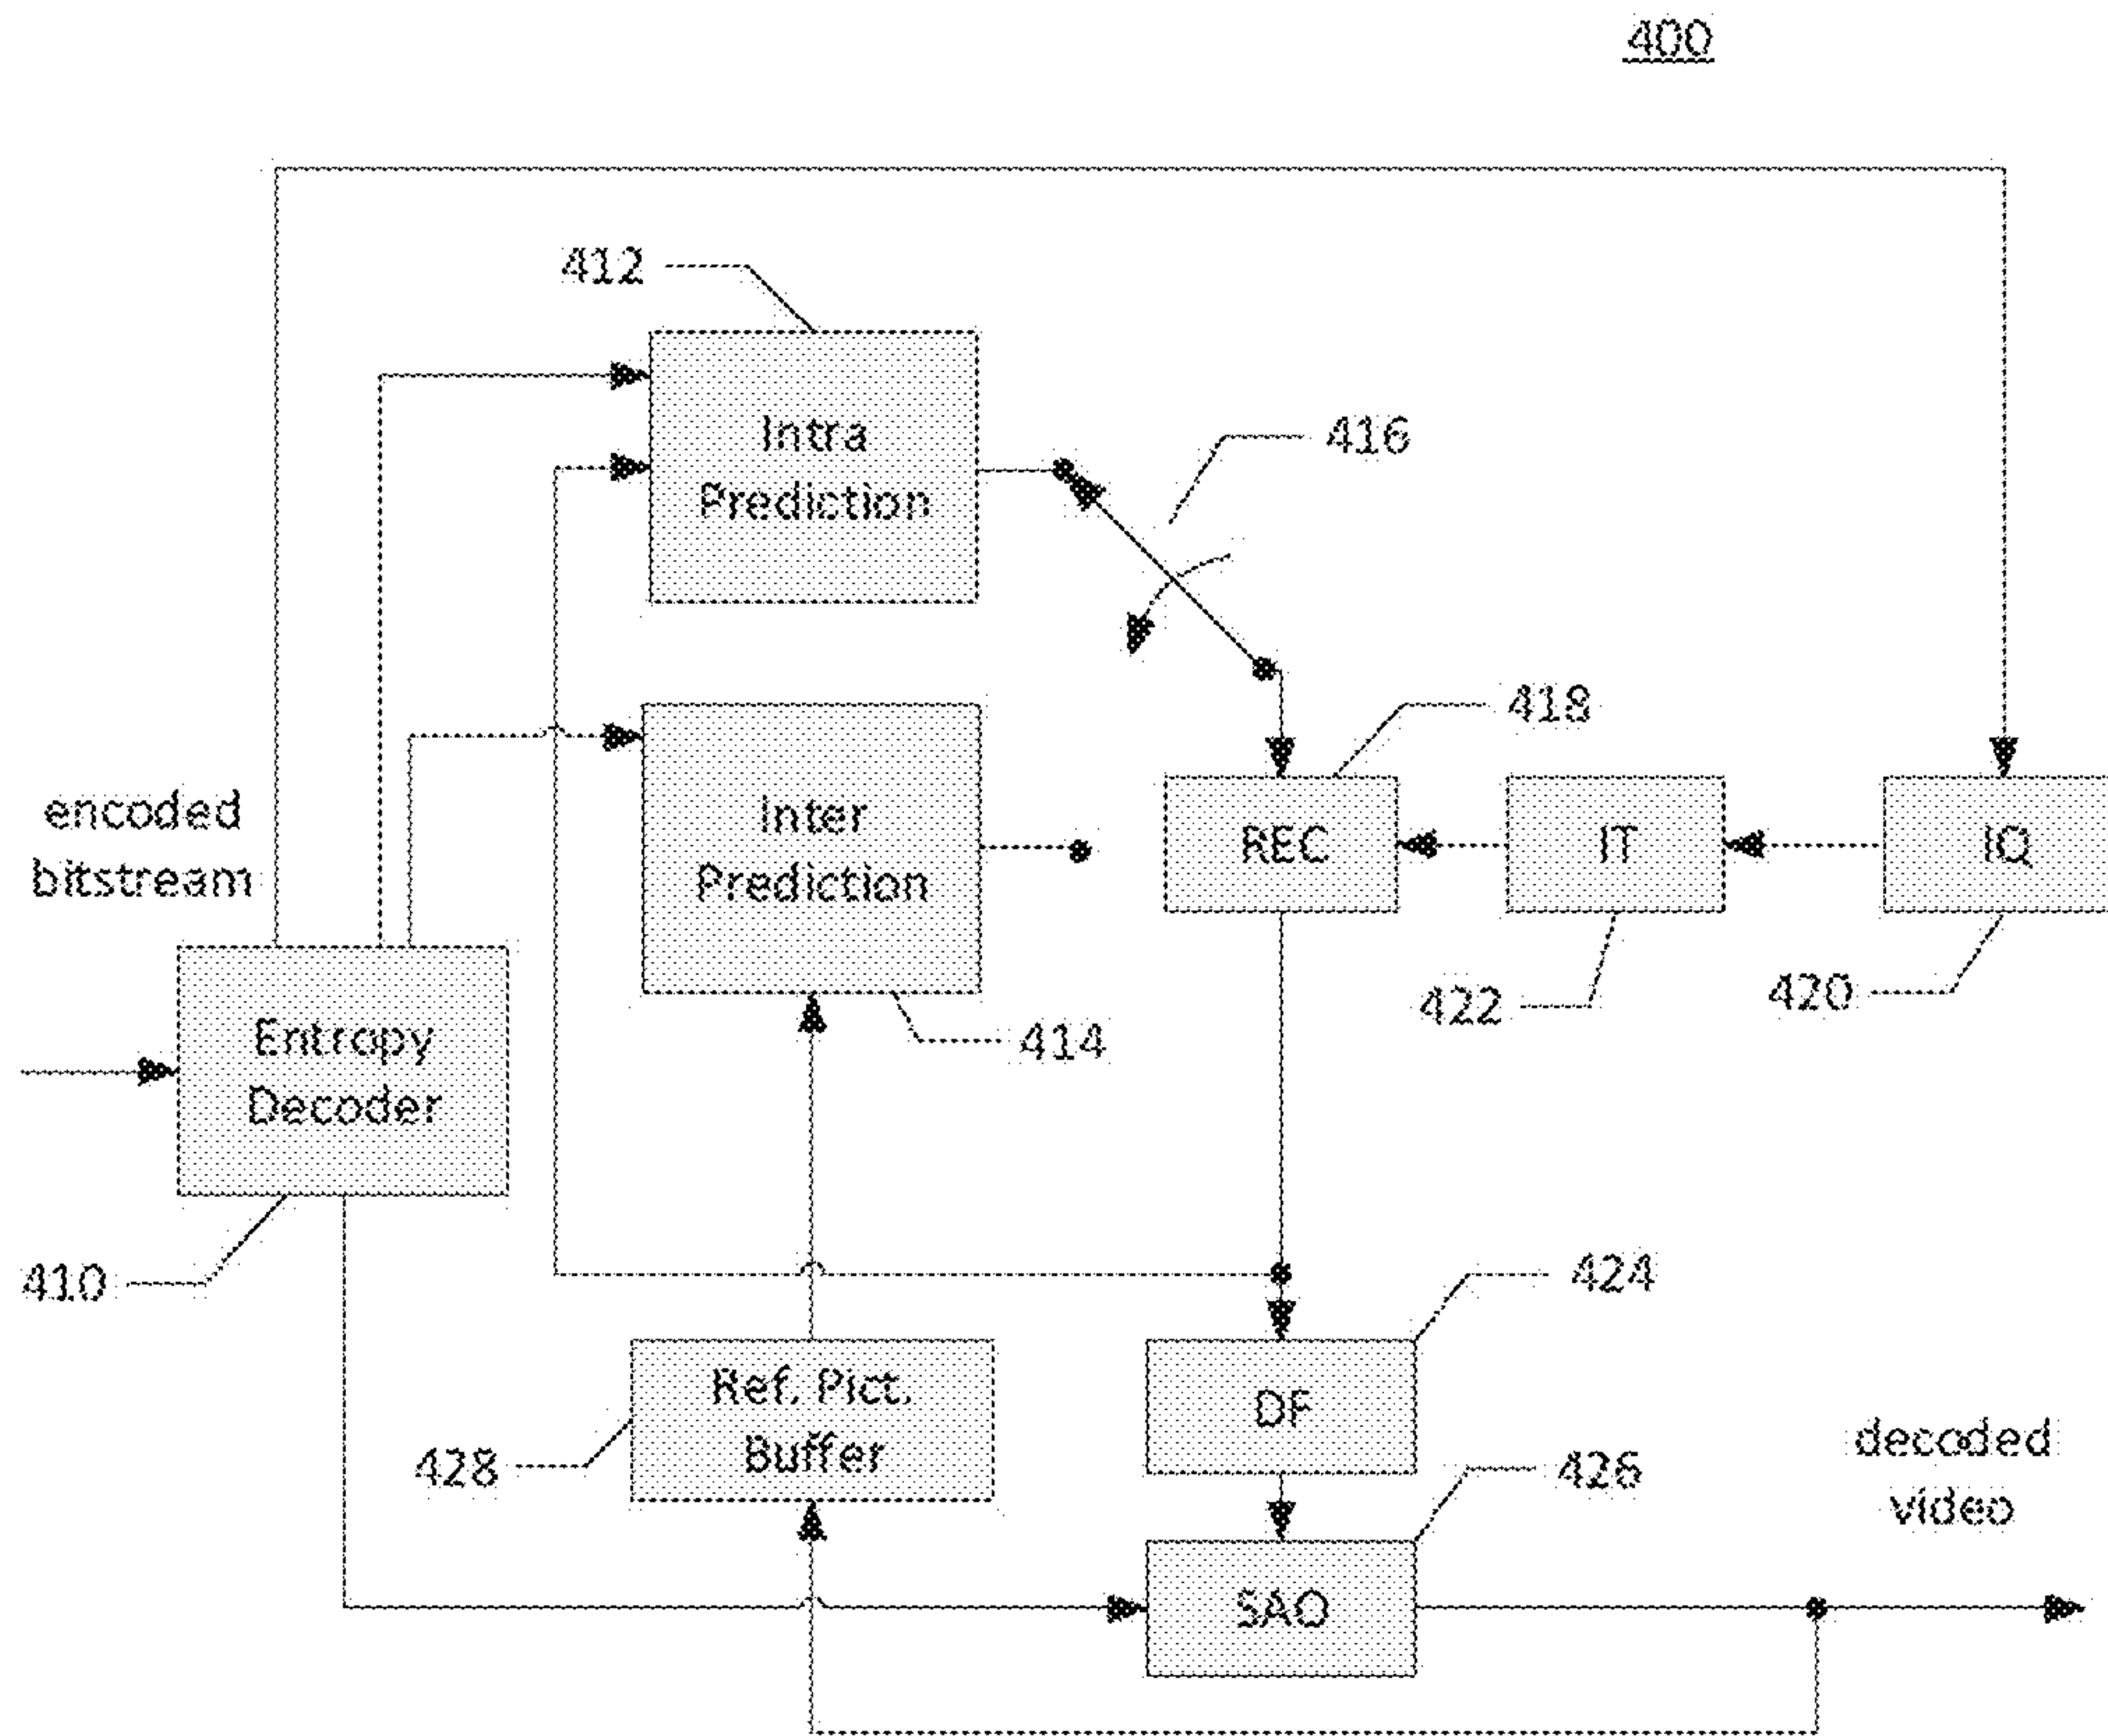 400
412
Intra
Prediction
416
418
encoded
bitstream
Inter
Prediction
REC
IT
IQ
422
420
414
Entropy
Decoder
410
424
Ref. Pict.
Buffer
428
DF
426
decoded
video
SAO